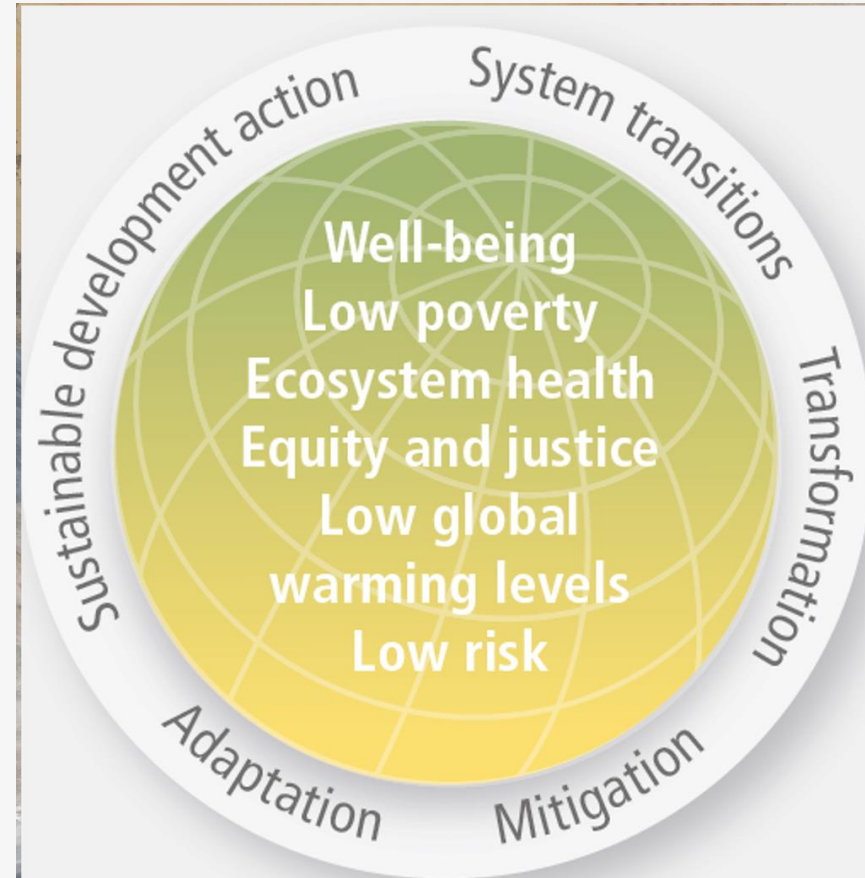 Sustainable development action
System transitions
Transformation
Mitigation
Adaptation
Well-being
Low poverty
Ecosystem health
Equity and justice
Low global
warming levels
Low risk